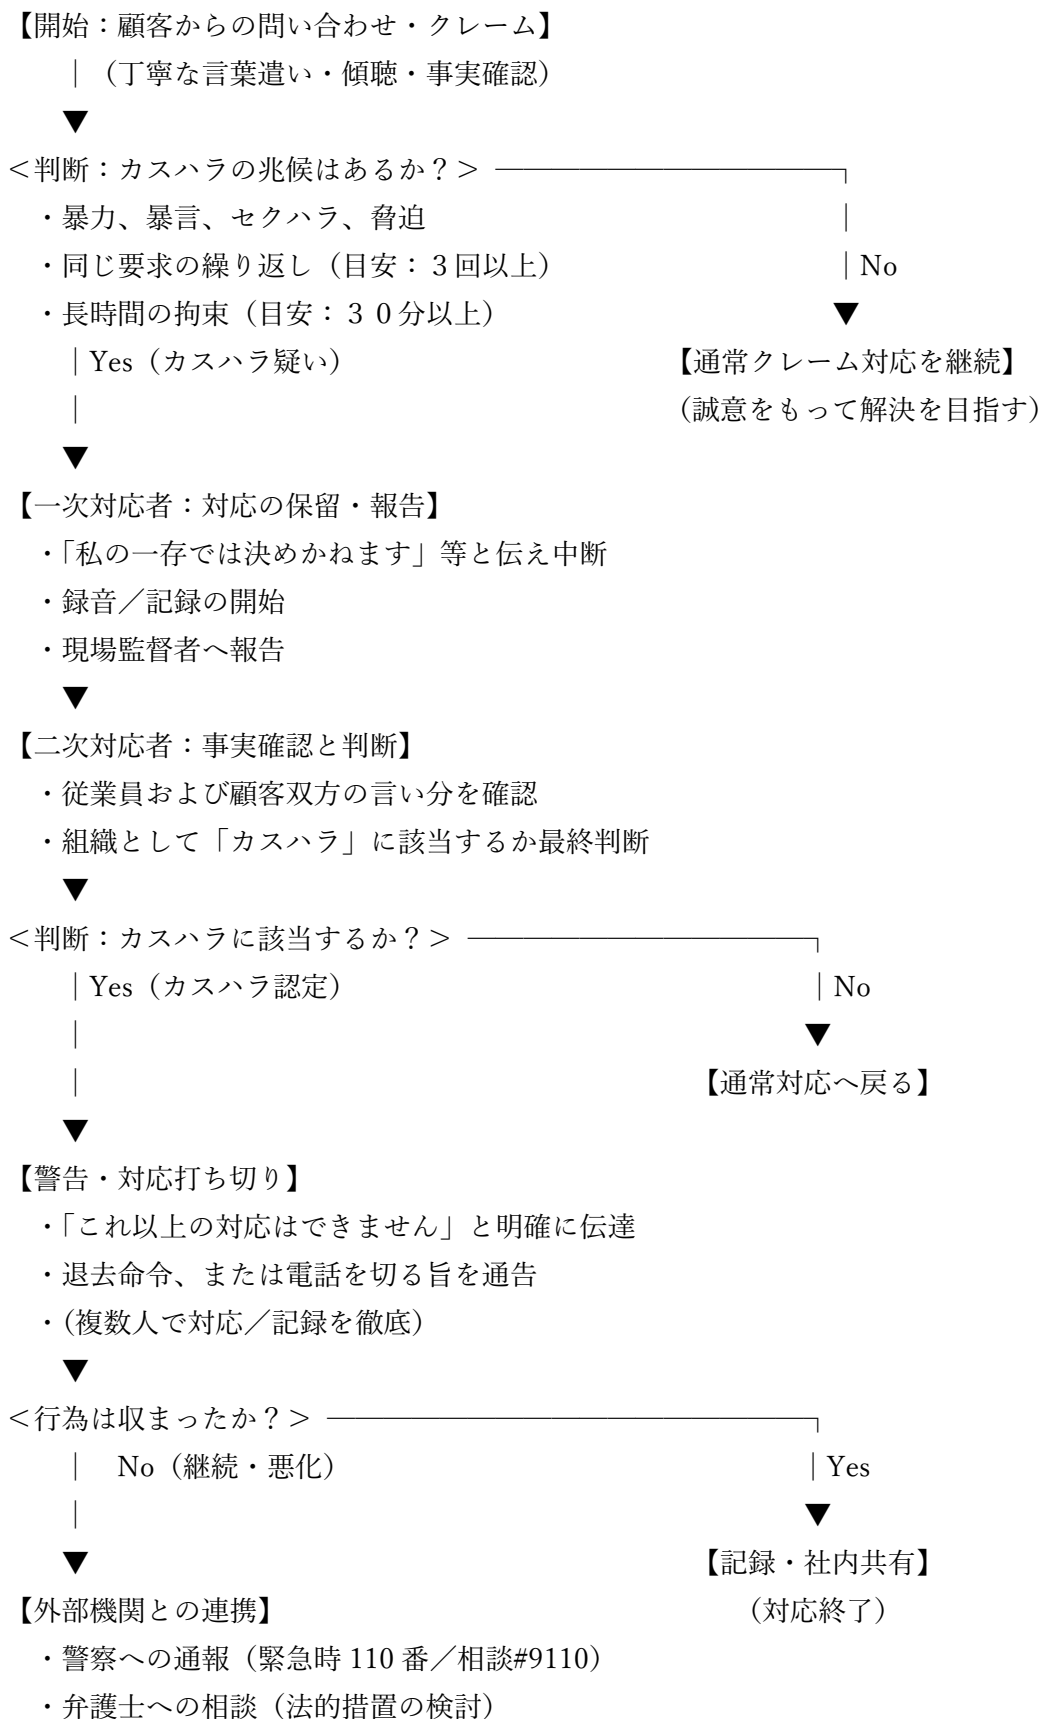 【開始：顧客からの問い合わせ・クレーム】
｜（丁寧な言葉遣い・傾聴・事実確認）
▼
＜判断：カスハラの兆候はあるか？＞ ─────────────┐
・暴力、暴言、セクハラ、脅迫 ｜
・同じ要求の繰り返し（目安：３回以上） ｜No
・長時間の拘束（目安：３０分以上） ▼
｜Yes（カスハラ疑い） 【通常クレーム対応を継続】
｜ （誠意をもって解決を目指す）
▼
【一次対応者：対応の保留・報告】
・「私の一存では決めかねます」等と伝え中断
・録音／記録の開始
・現場監督者へ報告
▼
【二次対応者：事実確認と判断】
・従業員および顧客双方の言い分を確認
・組織として「カスハラ」に該当するか最終判断
▼
＜判断：カスハラに該当するか？＞ ─────────────┐
｜Yes（カスハラ認定） ｜No
｜ ▼
｜ 【通常対応へ戻る】
▼
【警告・対応打ち切り】
・「これ以上の対応はできません」と明確に伝達
・退去命令、または電話を切る旨を通告
・（複数人で対応／記録を徹底）
▼
＜行為は収まったか？＞ ──────────────────┐
｜ No（継続・悪化） ｜Yes
｜ ▼
▼ 【記録・社内共有】
【外部機関との連携】 （対応終了）
・警察への通報（緊急時 110 番／相談#9110）
・弁護士への相談（法的措置の検討）